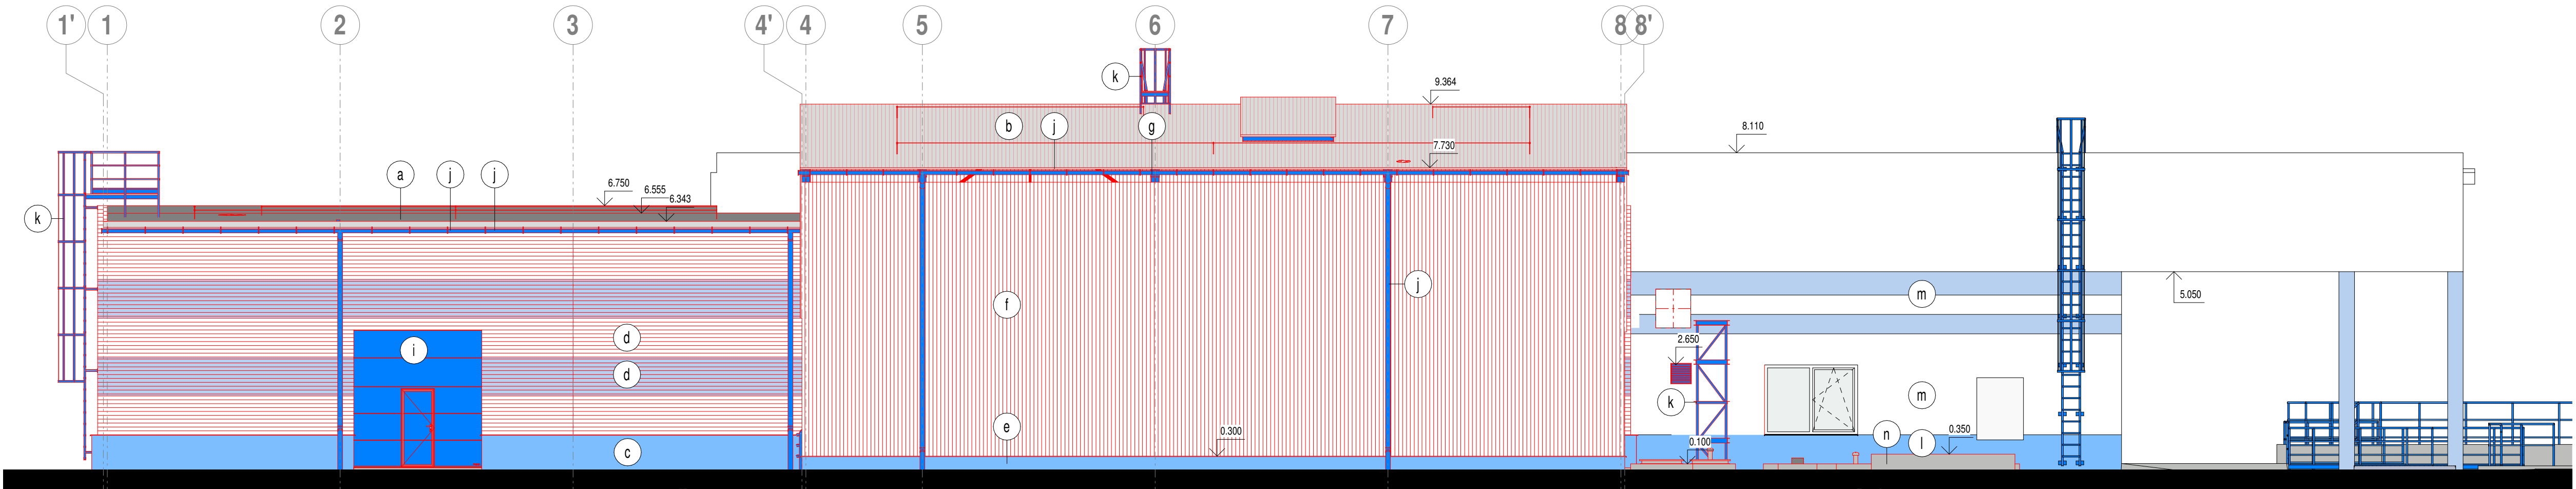 1' 1 2 3 4' 4 5 6 7 8 8'
k
9.364
b j g
8.110
7.730
a j j
6.750
6.555
6.343
k
j
5.050
f
m
d
i
2.650
d
m
k
e
0.300
0.350
n
l
0.100
c